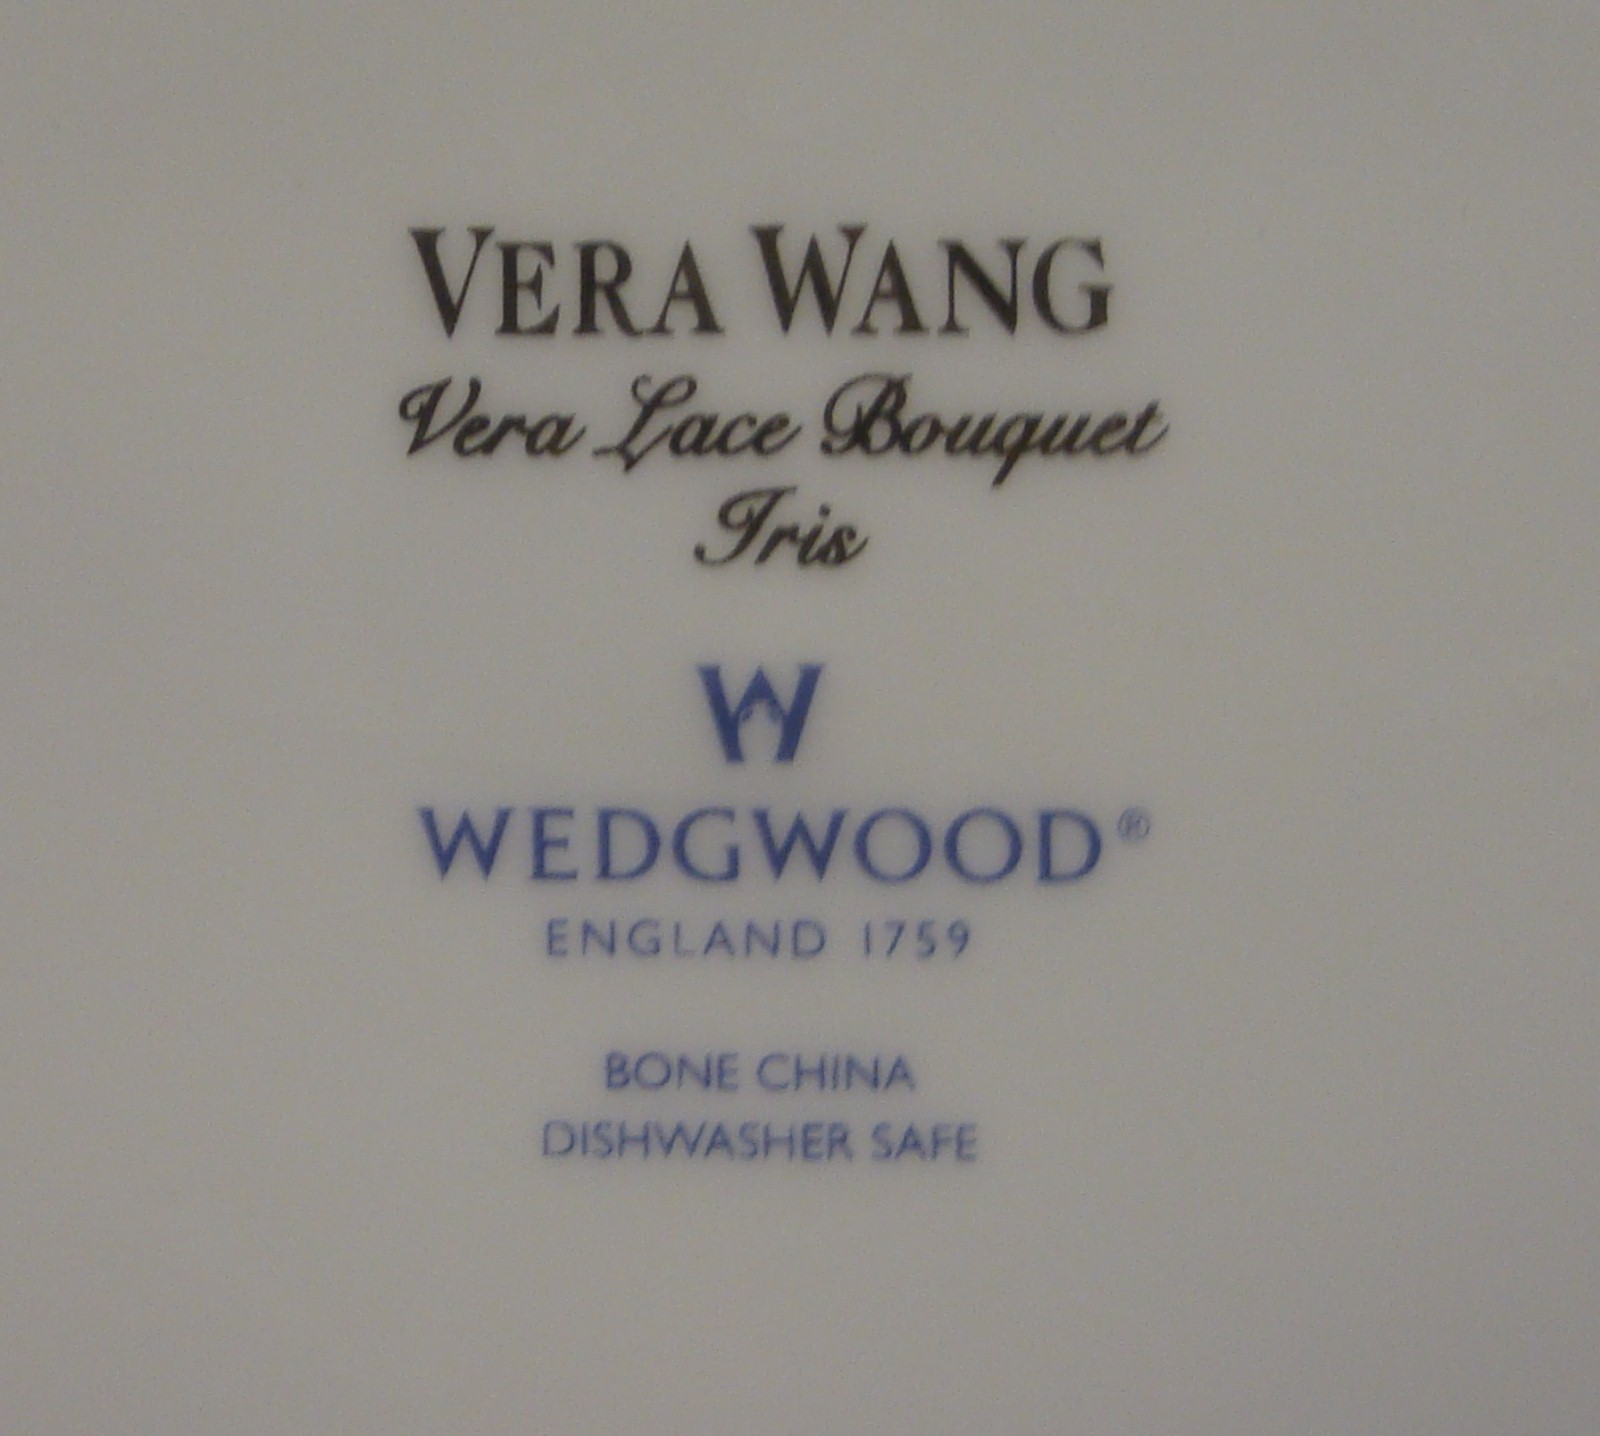 VERA WANG
Vera Lace Bouquet
Iris
W
WEDGWOOD®
ENGLAND 1759
BONE CHINA
DISHWASHER SAFE